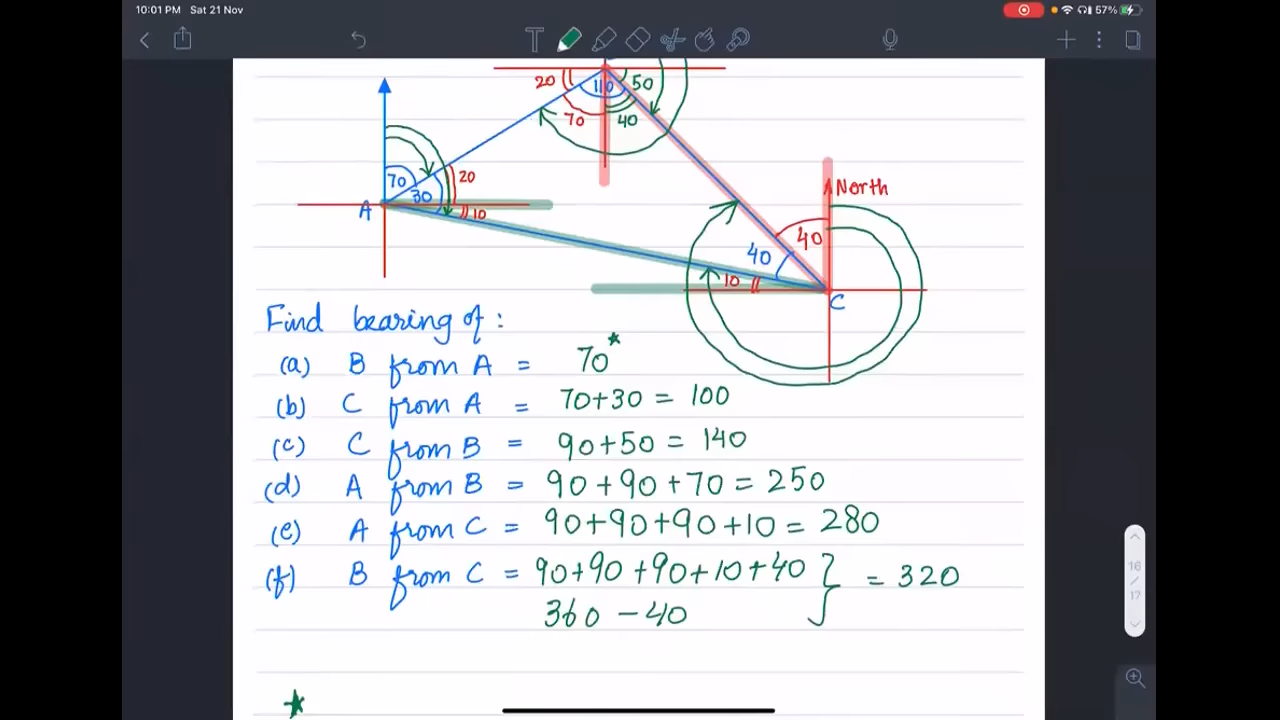 10:01 PM Sat 21 Nov
57%
T
20
110
50
70
40
70
30
20
10
A
North
40
40
10
C
Find bearing of :
(a) B from A = 70*
(b) C from A = 70+30 = 100
(c) C from B = 90+50 = 140
(d) A from B = 90+90+70 = 250
(e) A from C = 90+90+90+10 = 280
(f) B from C = 90+90+90+10+40 } = 320
360 - 40
*
16 / 17